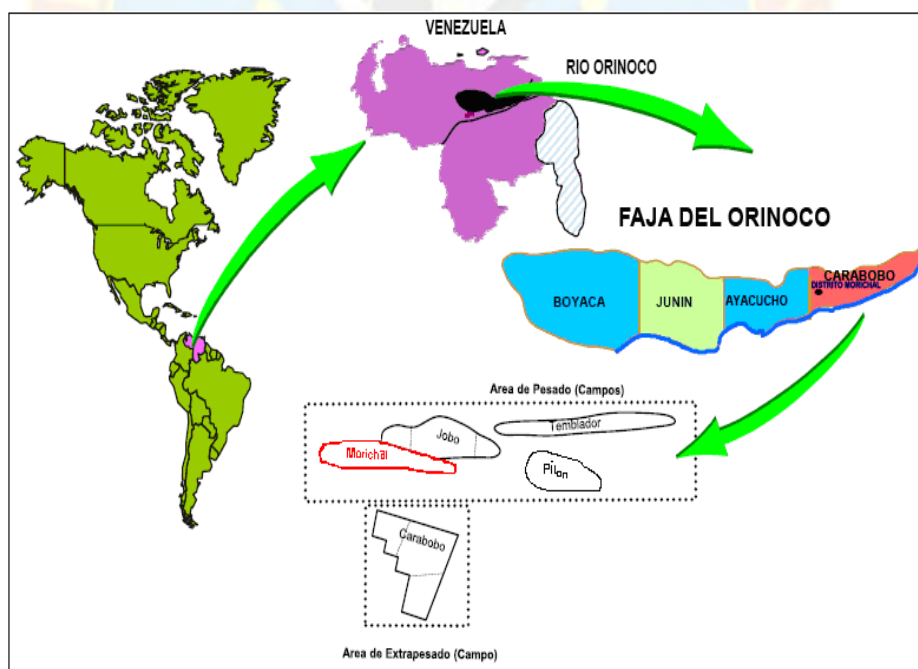 VENEZUELA
RIO ORINOCO
FAJA DEL ORINOCO
BOYACA
JUNIN
AYACUCHO
CARABOBO
DISTRITO MORICHAL
Area de Pesado (Campos)
Morichal
Jobo
Temblador
Pilon
Carabobo
Area de Extrapesado (Campo)